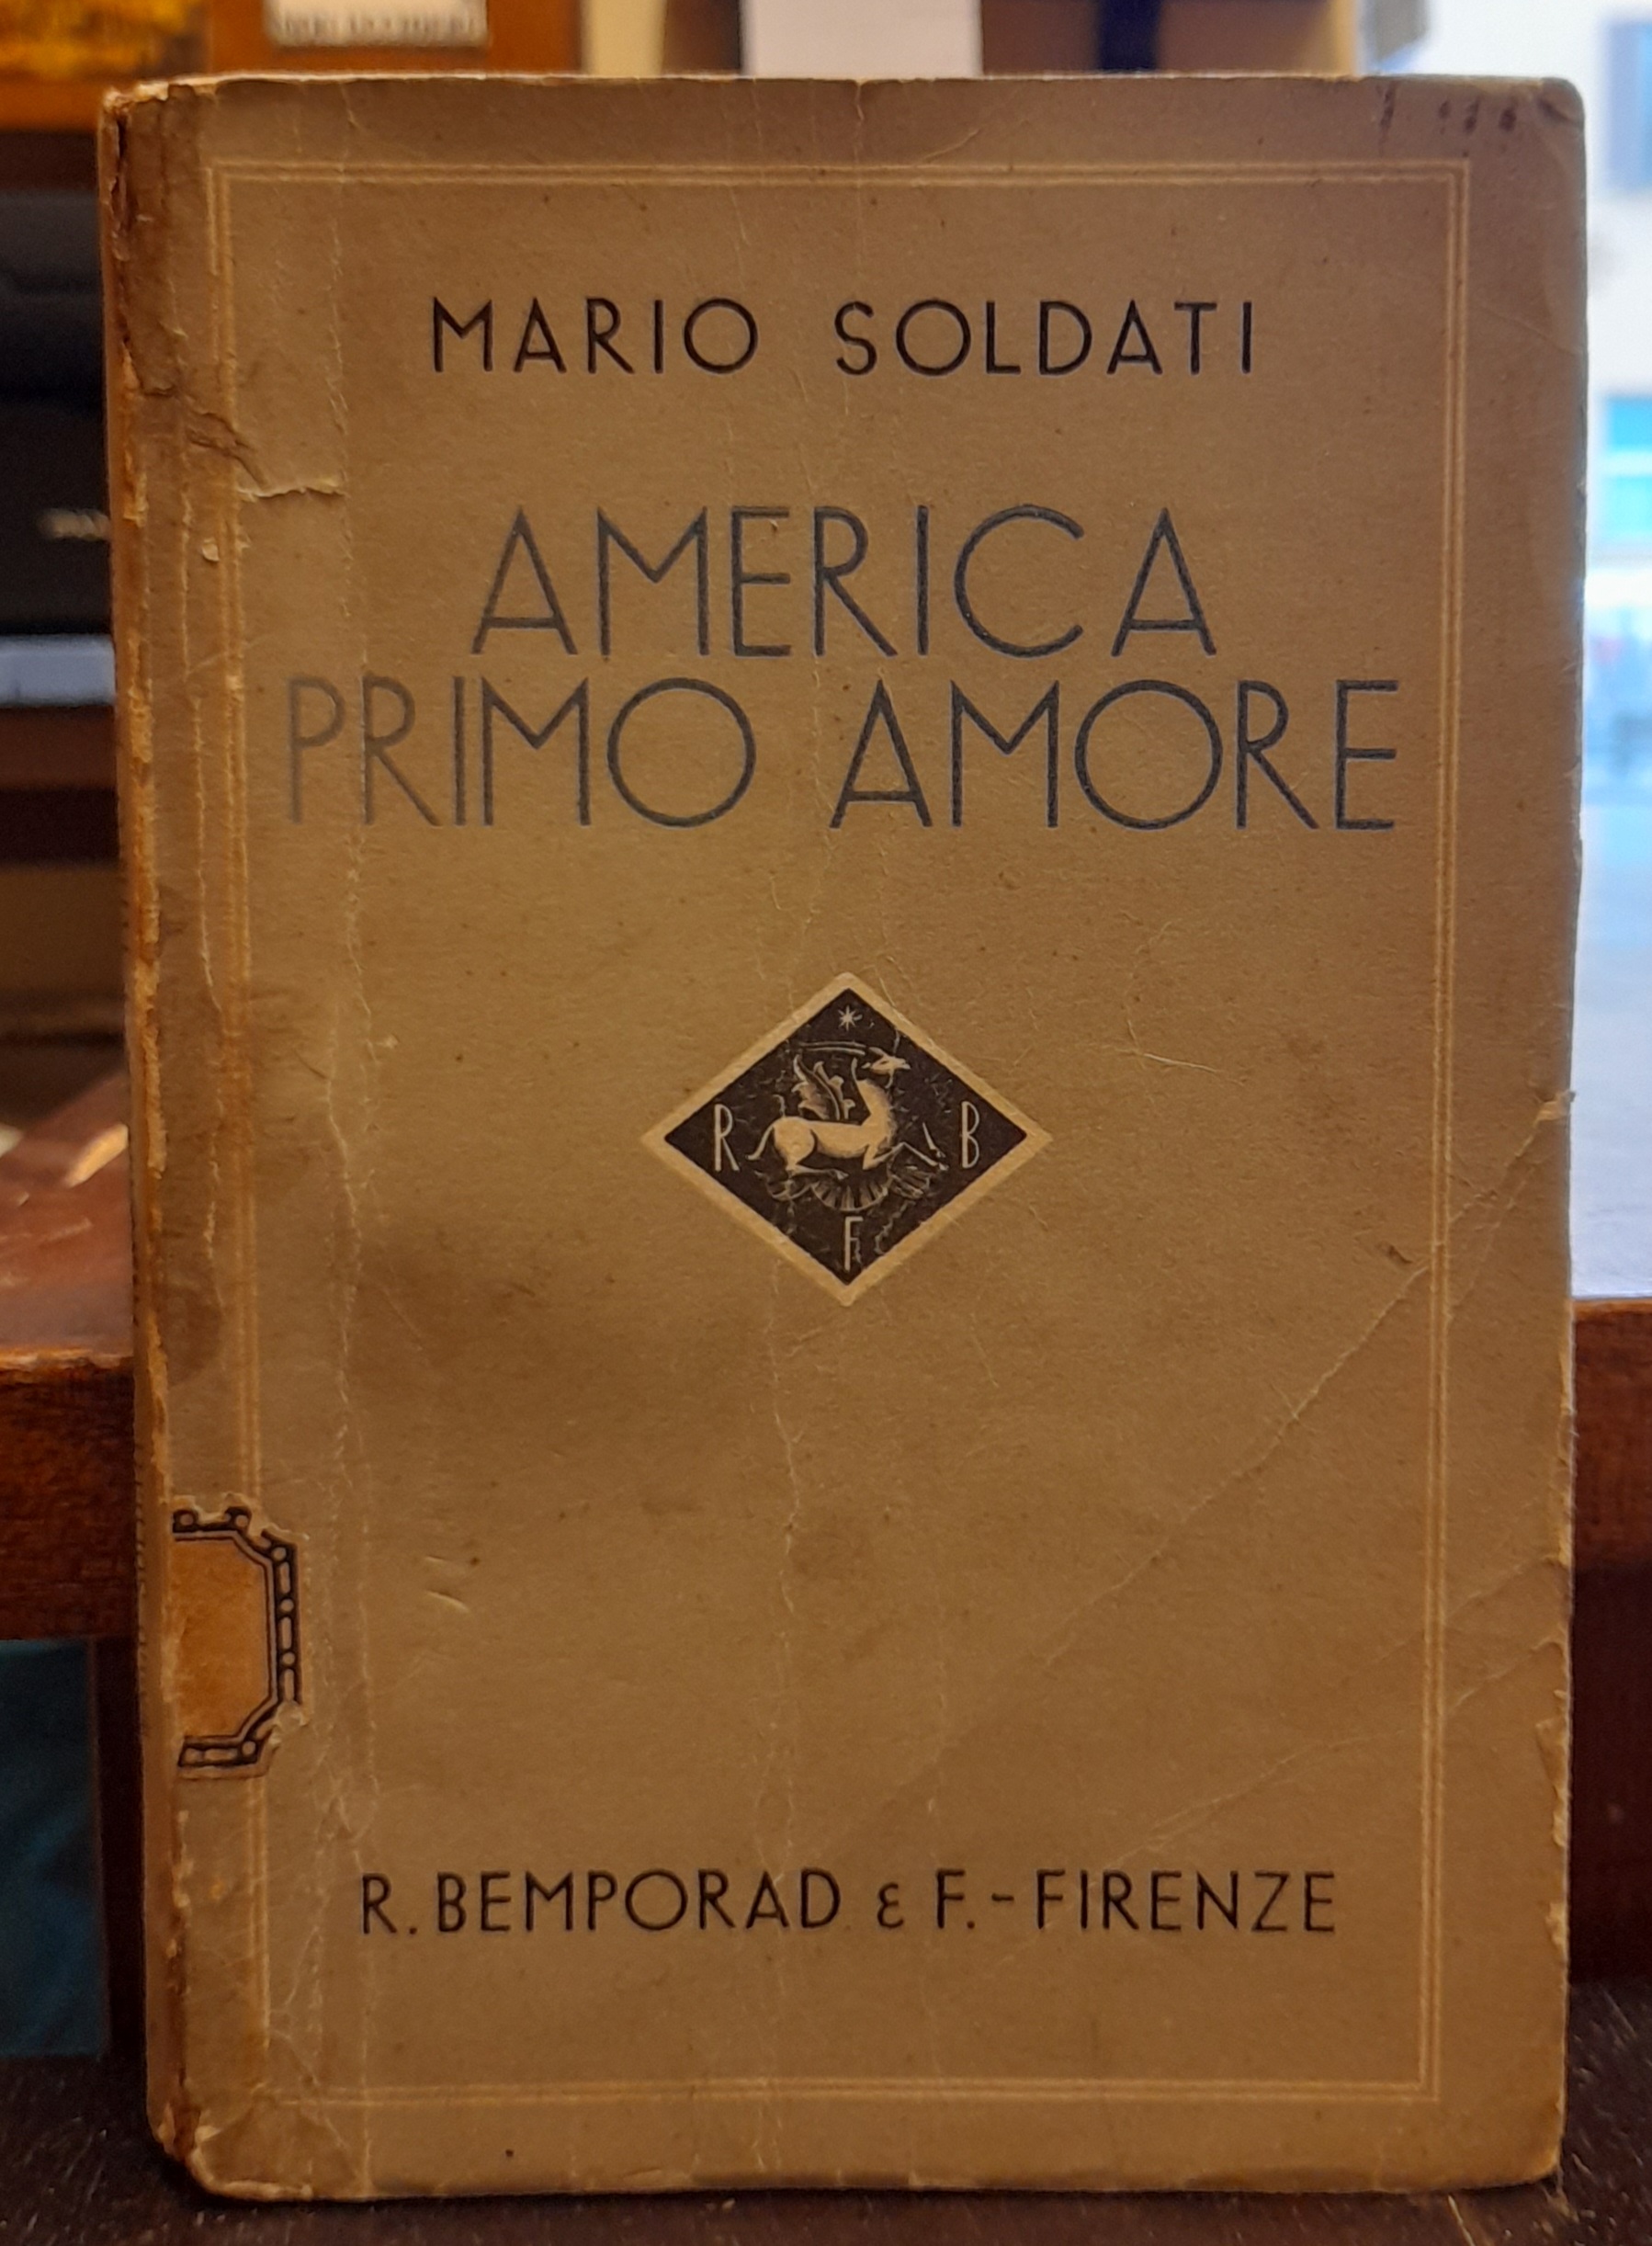 MARIO SOLDATI
AMERICA
PRIMO AMORE
R B
F
R. BEMPORAD & F. - FIRENZE